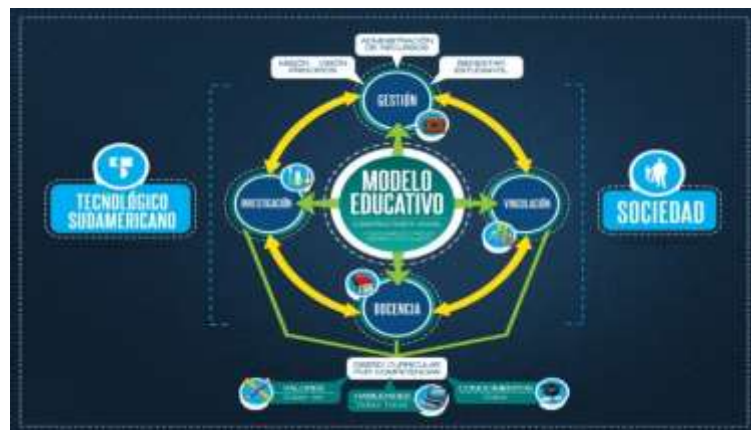 ADMINISTRACIÓN
DE RECURSOS
MISIÓN VISIÓN
PRINCIPIOS
BIENESTAR
ESTUDIANTIL
GESTIÓN
TECNOLÓGICO
SUDAMERICANO
INVESTIGACIÓN
MODELO
EDUCATIVO
VINCULACIÓN
SOCIEDAD
DOCENCIA
DISEÑO CURRICULAR
POR COMPETENCIAS
VALORES
HABILIDADES
CONOCIMIENTOS